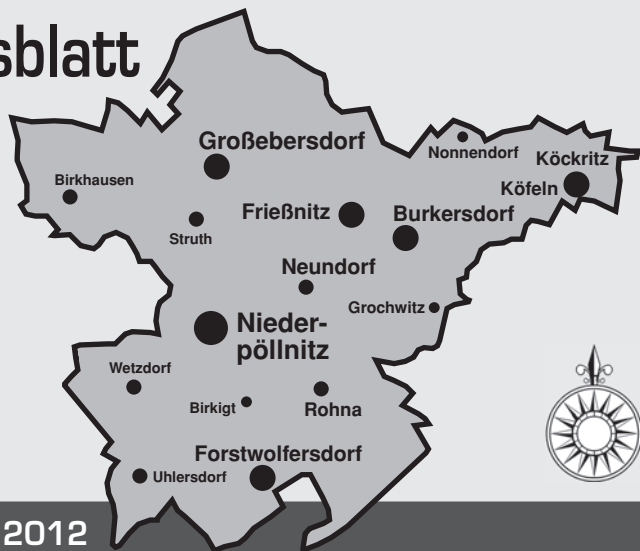 sblatt
Großebersdorf
Nonnendorf
Köckritz
Birkhausen
Köfeln
Frießnitz
Burkersdorf
Struth
Neundorf
Grochwitz
Nieder-
pöllnitz
Wetzdorf
Birkigt
Rohna
Forstwolfersdorf
Uhlersdorf
2012